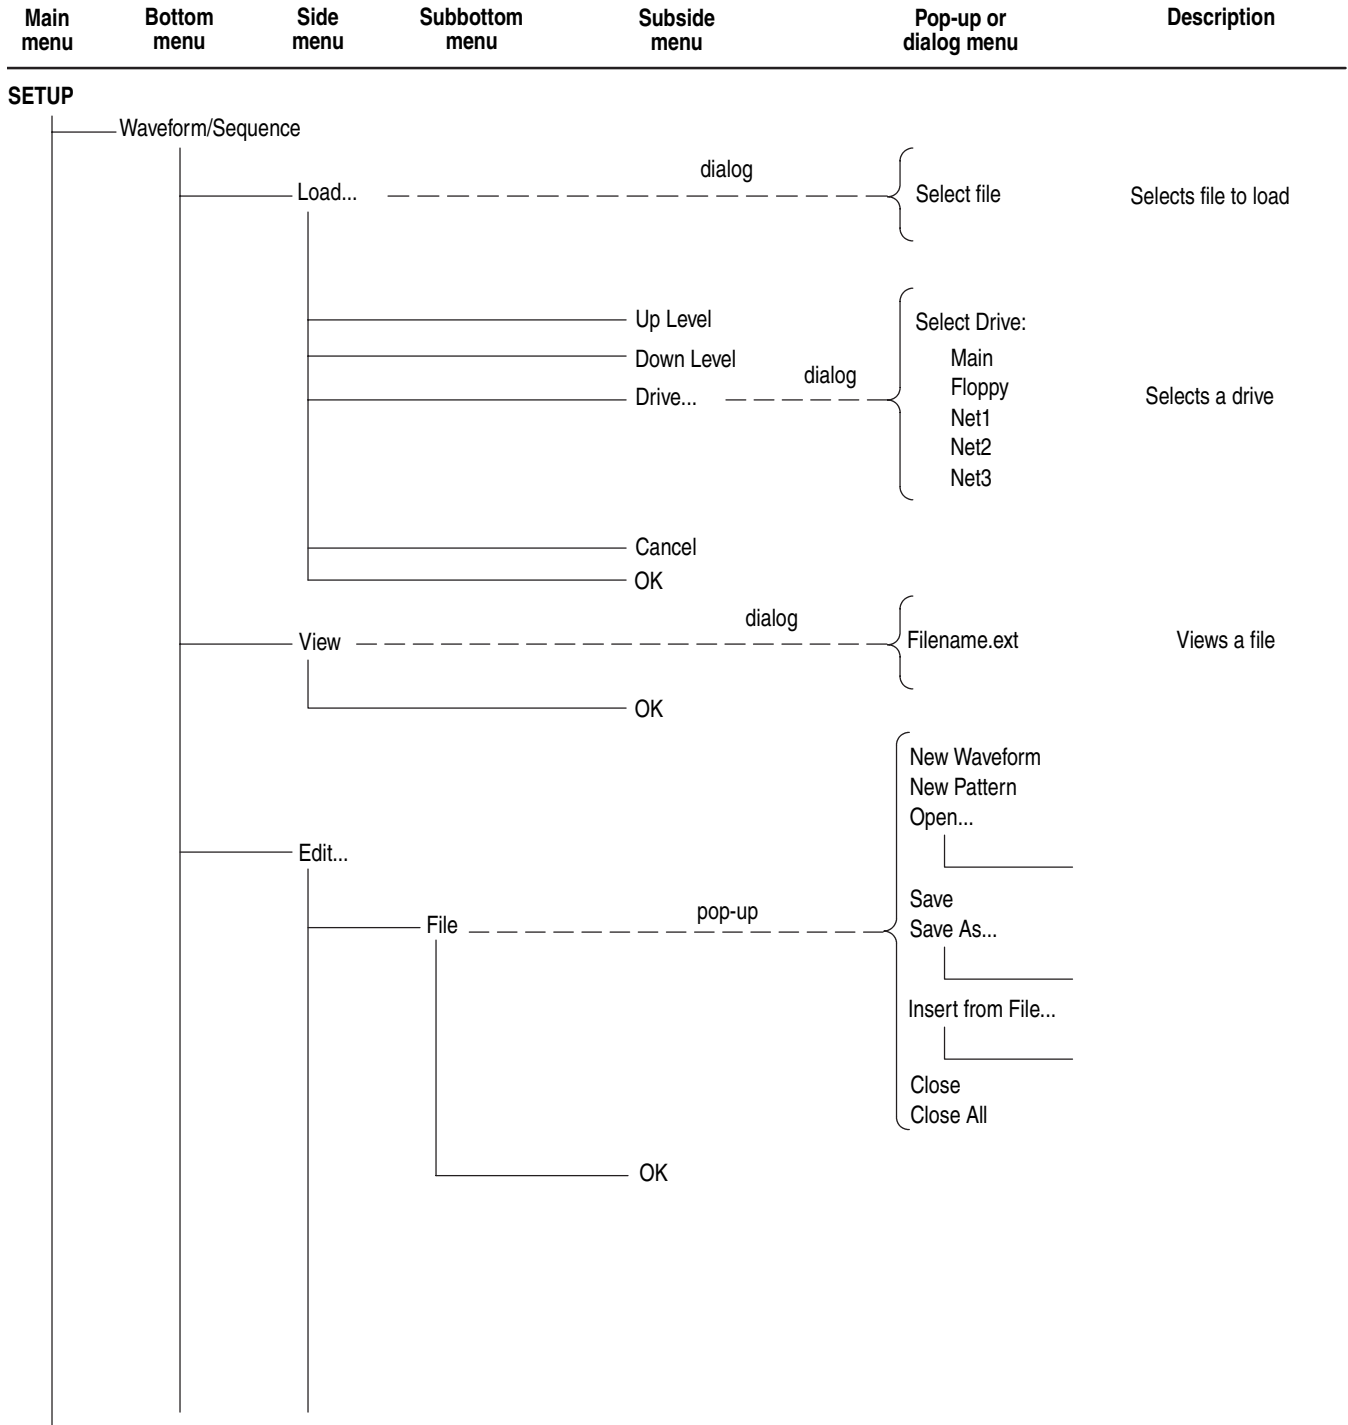 Main menu
Bottom menu
Side menu
Subbottom menu
Subside menu
Pop-up or dialog menu
Description
SETUP
Waveform/Sequence
Load...
dialog
Select file
Selects file to load
Up Level
Down Level
Drive...
dialog
Select Drive:
Main
Floppy
Net1
Net2
Net3
Selects a drive
Cancel
OK
View
dialog
Filename.ext
Views a file
OK
Edit...
File
pop-up
New Waveform
New Pattern
Open...
Save
Save As...
Insert from File...
Close
Close All
OK